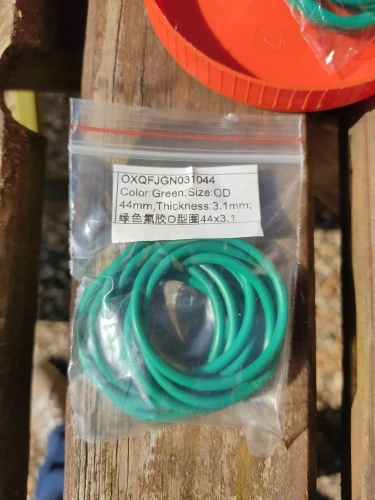 OXQFJGN031044
Color:Green;Size:OD
44mm;Thickness:3.1mm;
绿色氟胶O型圈44x3.1